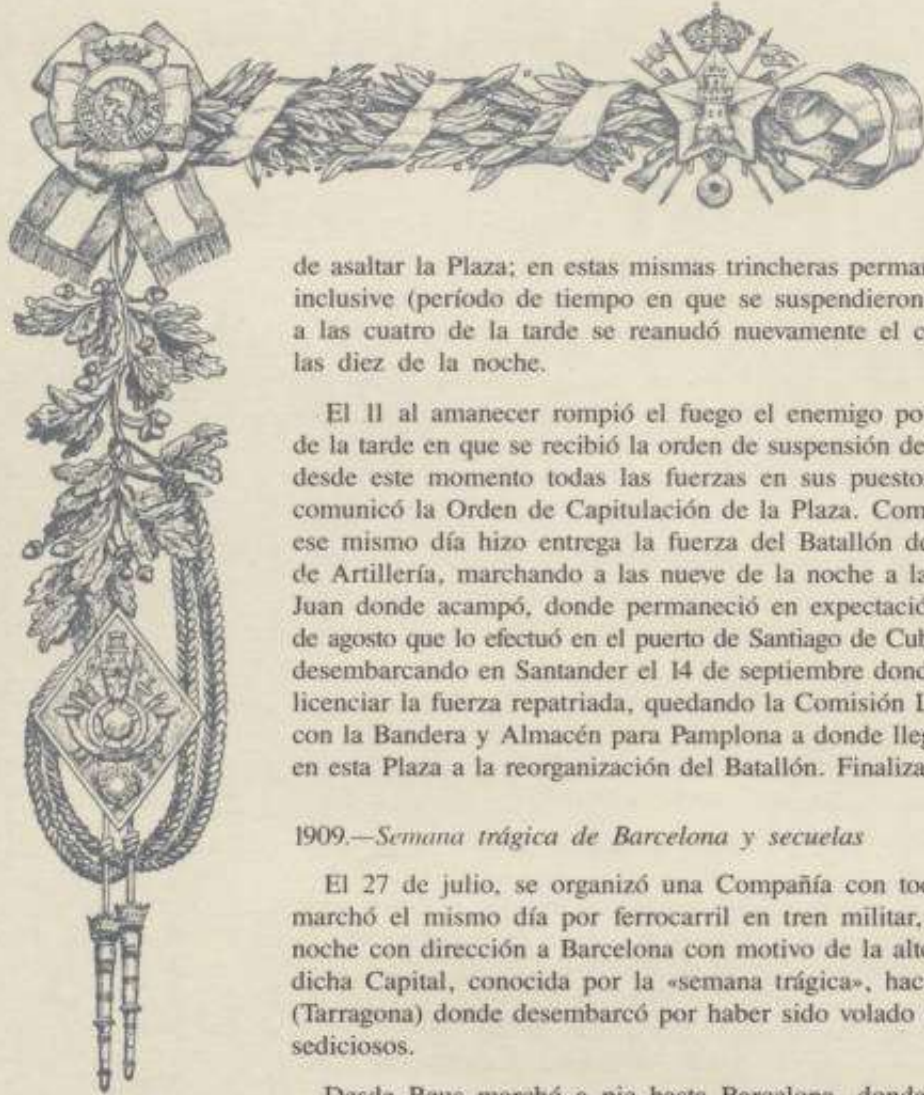 de asaltar la Plaza; en estas mismas trincheras perma
inclusive (período de tiempo en que se suspendieron
a las cuatro de la tarde se reanudó nuevamente el c
las diez de la noche.
El 11 al amanecer rompió el fuego el enemigo po
de la tarde en que se recibió la orden de suspensión de
desde este momento todas las fuerzas en sus puesto
comunicó la Orden de Capitulación de la Plaza. Com
ese mismo día hizo entrega la fuerza del Batallón de
de Artillería, marchando a las nueve de la noche a la
Juan donde acampó, donde permaneció en expectació
de agosto que lo efectuó en el puerto de Santiago de Cu
desembarcando en Santander el 14 de septiembre dond
licenciar la fuerza repatriada, quedando la Comisión
con la Bandera y Almacén para Pamplona a donde lle
en esta Plaza a la reorganización del Batallón. Finaliza
1909.—Semana trágica de Barcelona y secuelas
El 27 de julio, se organizó una Compañía con to
marchó el mismo día por ferrocarril en tren militar,
noche con dirección a Barcelona con motivo de la alt
dicha Capital, conocida por la «semana trágica», hac
(Tarragona) donde desembarcó por haber sido volado
sediciosos.
Desde Reus marchó a pie hasta Barcelona, donde